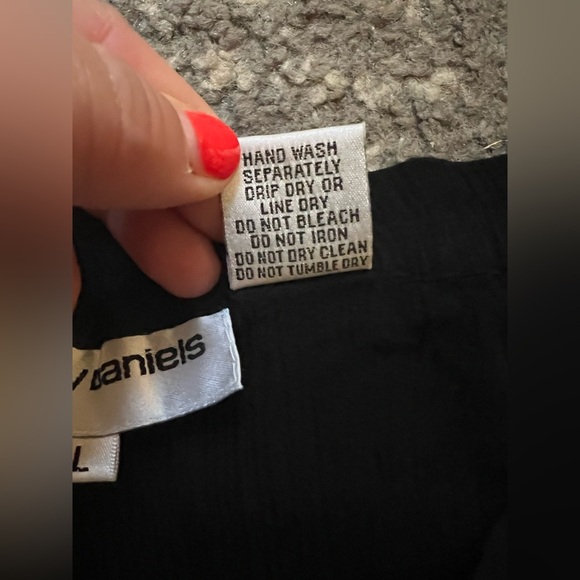 HAND WASH
SEPARATELY
DRIP DRY OR
LINE DRY
DO NOT BLEACH
DO NOT IRON
DO NOT DRY CLEAN
DO NOT TUMBLE DRY
Daniels
L